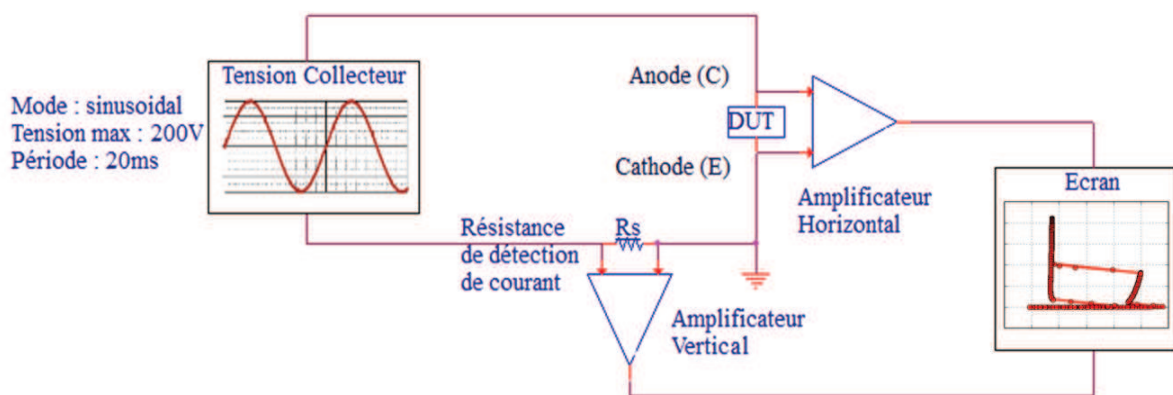 Tension Collecteur
Mode : sinusoidal
Tension max : 200V
Période : 20ms
Anode (C)
DUT
Cathode (E)
Amplificateur
Horizontal
Ecran
Résistance
de détection
de courant
Rs
Amplificateur
Vertical